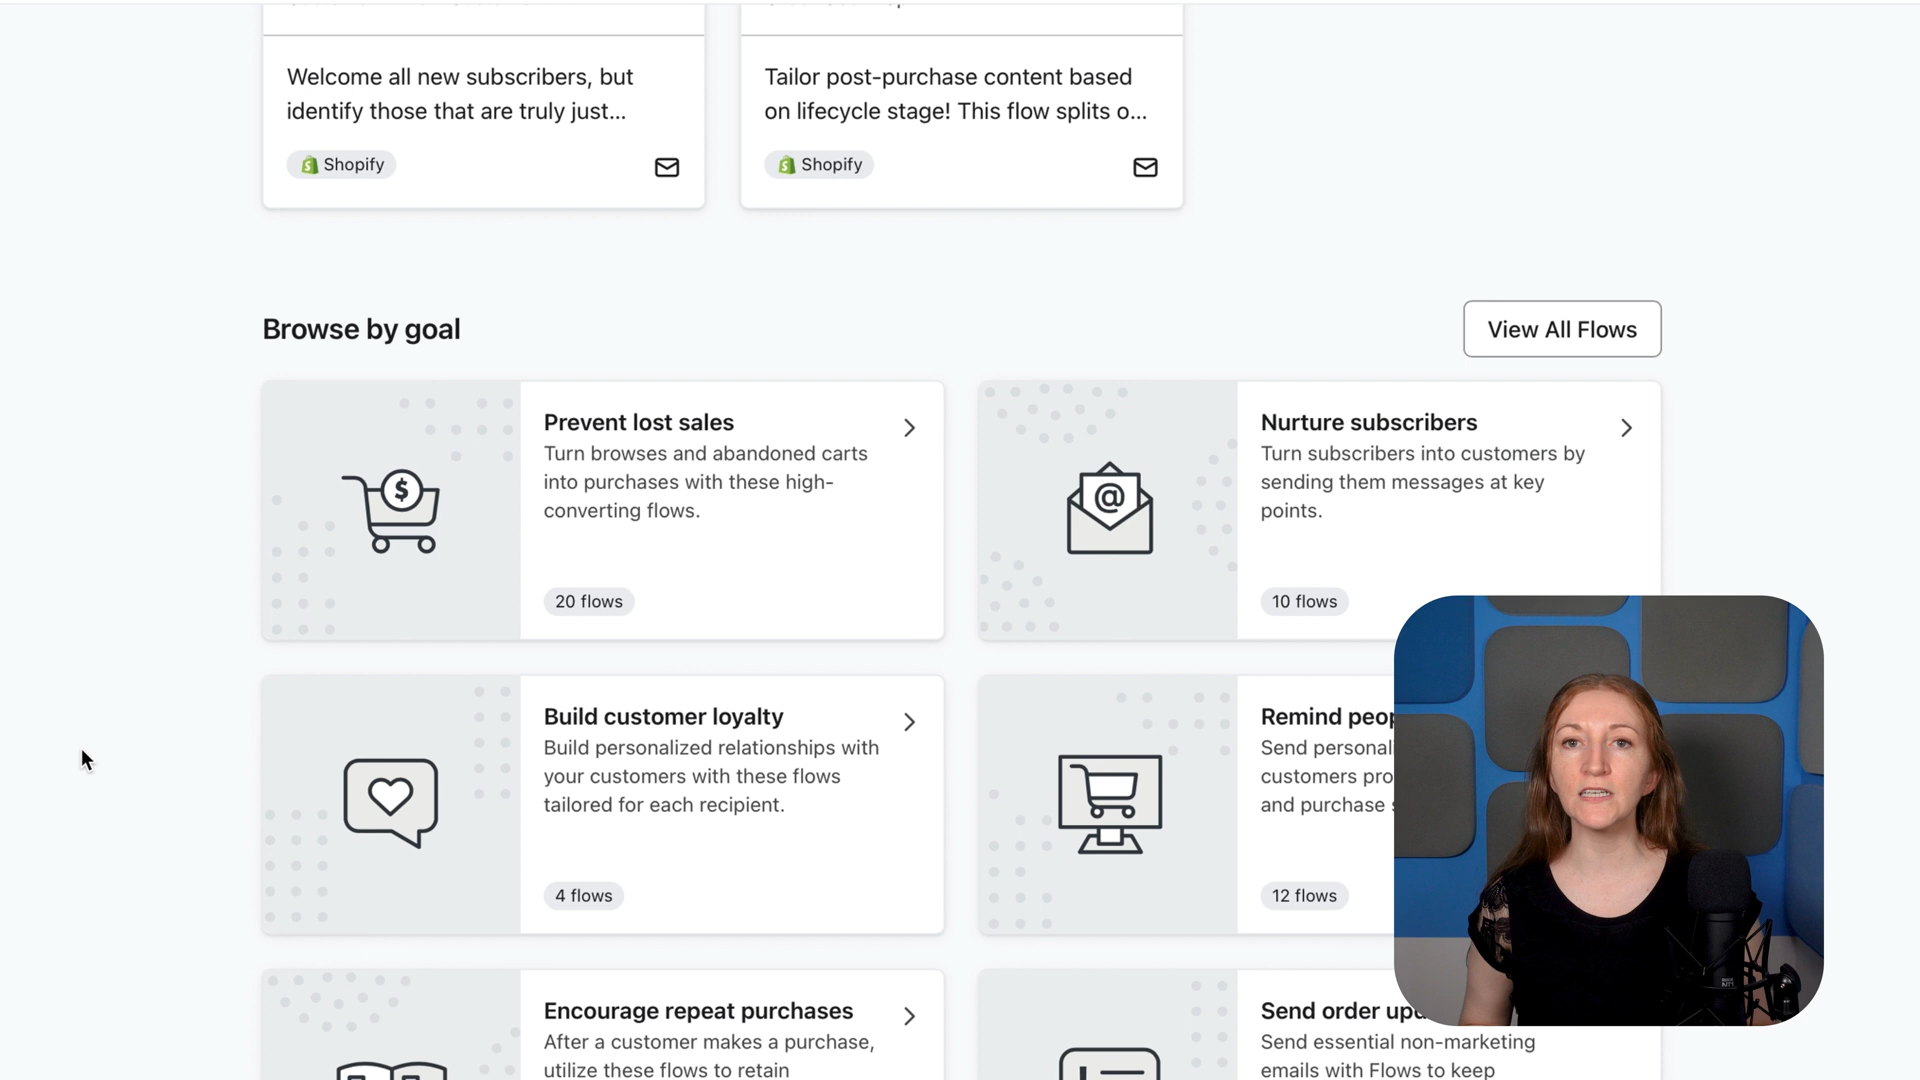 Welcome all new subscribers, but
identify those that are truly just...
Shopify
Tailor post-purchase content based
on lifecycle stage! This flow splits o...
Shopify
Browse by goal
View All Flows
Prevent lost sales
Turn browses and abandoned carts
into purchases with these high-
converting flows.
20 flows
Nurture subscribers
Turn subscribers into customers by
sending them messages at key
points.
10 flows
Build customer loyalty
Build personalized relationships with
your customers with these flows
tailored for each recipient.
4 flows
Remind
Send
customers
and purchase
12 flows
Encourage repeat purchases
After a customer makes a purchase,
utilize these flows to retain
Send order
Send essential non-marketing
emails with Flows to keep